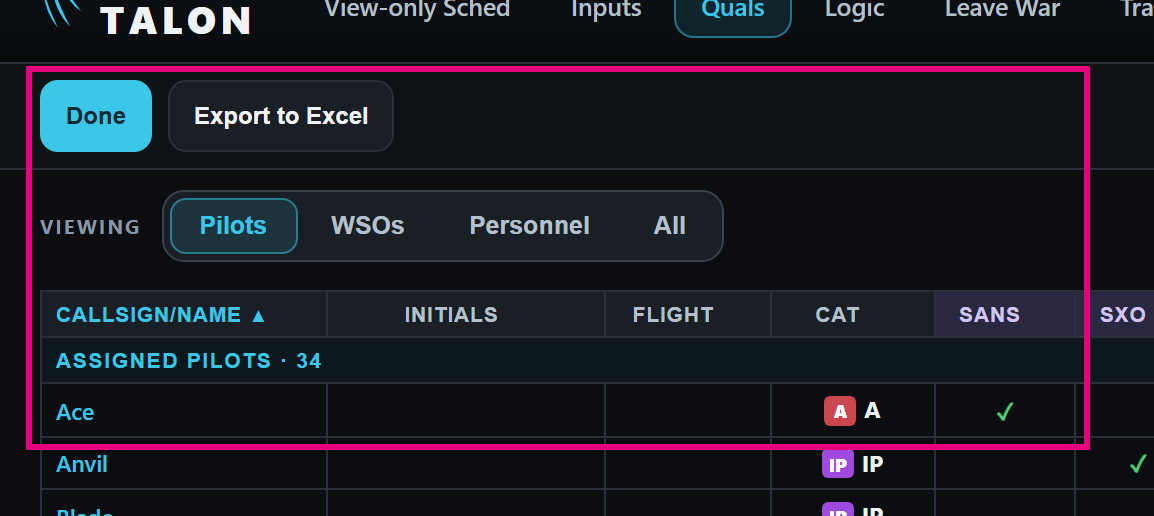 TALON
View-only Sched Inputs Quals Logic Leave War
Done Export to Excel
VIEWING Pilots WSOs Personnel All
CALLSIGN/NAME ▲ INITIALS FLIGHT CAT SANS SXO
ASSIGNED PILOTS · 34
Ace A A ✓
Anvil IP IP ✓
Blade IP IP